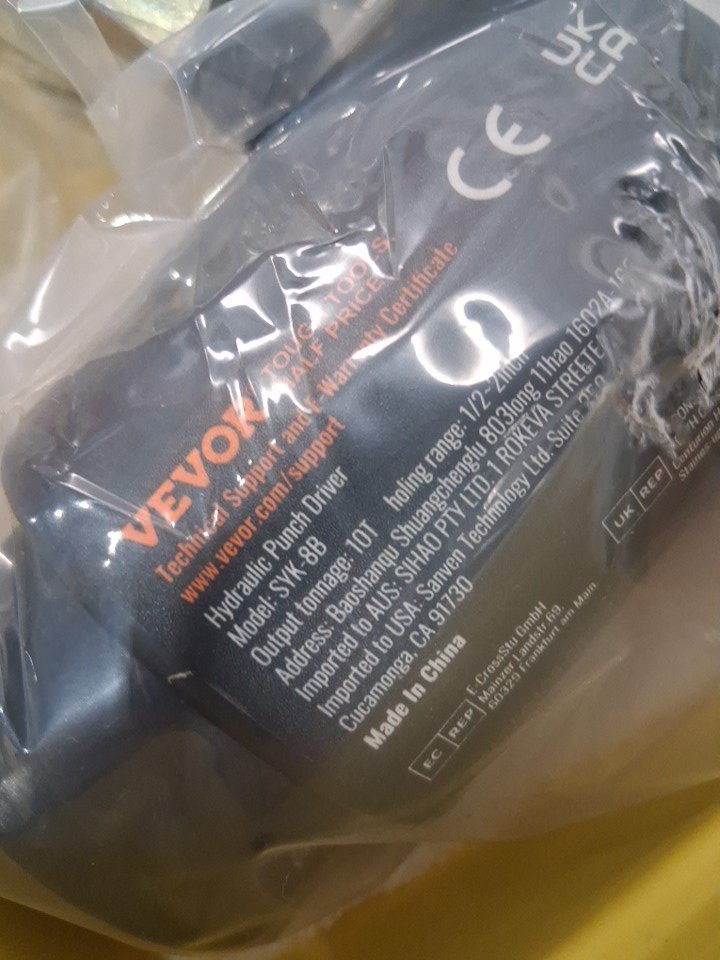 UK
CA
CE
VEVOR
TOUGH TOOLS,
HALF PRICE
Technical Support and E-Warranty Certificate
www.vevor.com/support
Hydraulic Punch Driver
Model: SYK-8B
Output tonnage: 10T holing range: 1/2-2inch
Address: Baoshanqu Shuangchenglu 803long 11hao 1602A
Imported to AUS: SIHAO PTY LTD, 1 ROKEVA STREETE
Imported to USA: Sanven Technology Ltd. Suite
Cucamonga, CA 91730
Made In China
EC REP
E-CrossStu GmbH
Mainzer Landstr.69,
60329 Frankfurt am Main
UK REP
Centurion